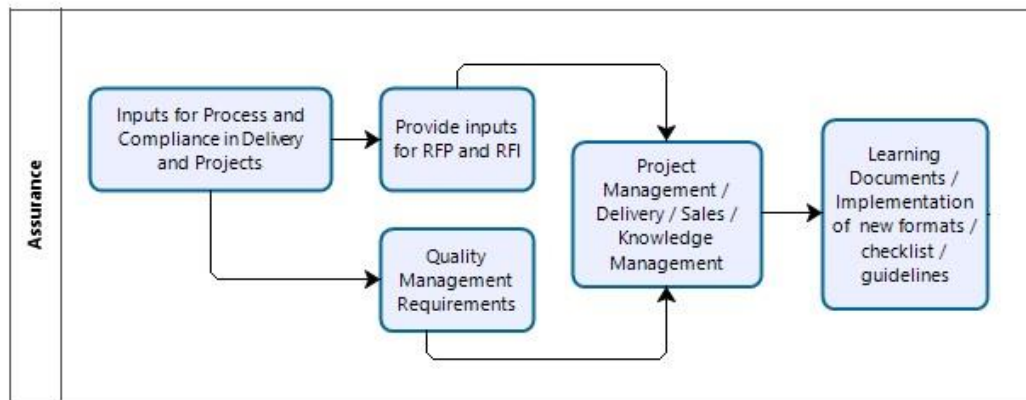 Assurance
Inputs for Process and
Compliance in Delivery
and Projects
Provide inputs
for RFP and RFI
Quality
Management
Requirements
Project
Management /
Delivery / Sales /
Knowledge
Management
Learning
Documents /
Implementation
of new formats /
checklist /
guidelines